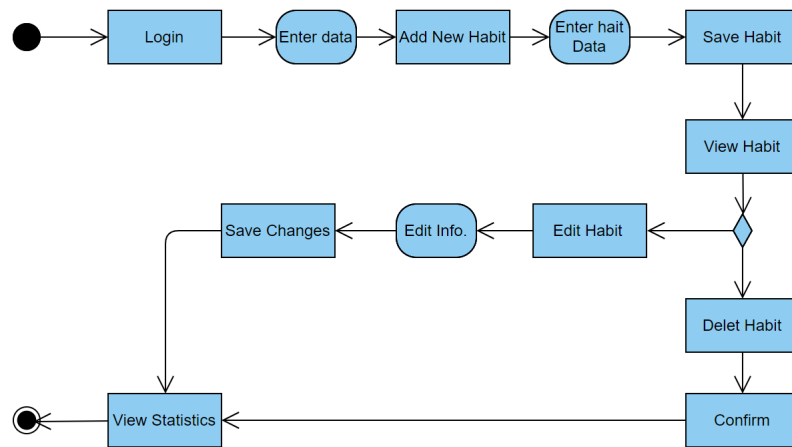 Login
Enter data
Add New Habit
Enter hait
Data
Save Habit
View Habit
Save Changes
Edit Info.
Edit Habit
Delet Habit
View Statistics
Confirm